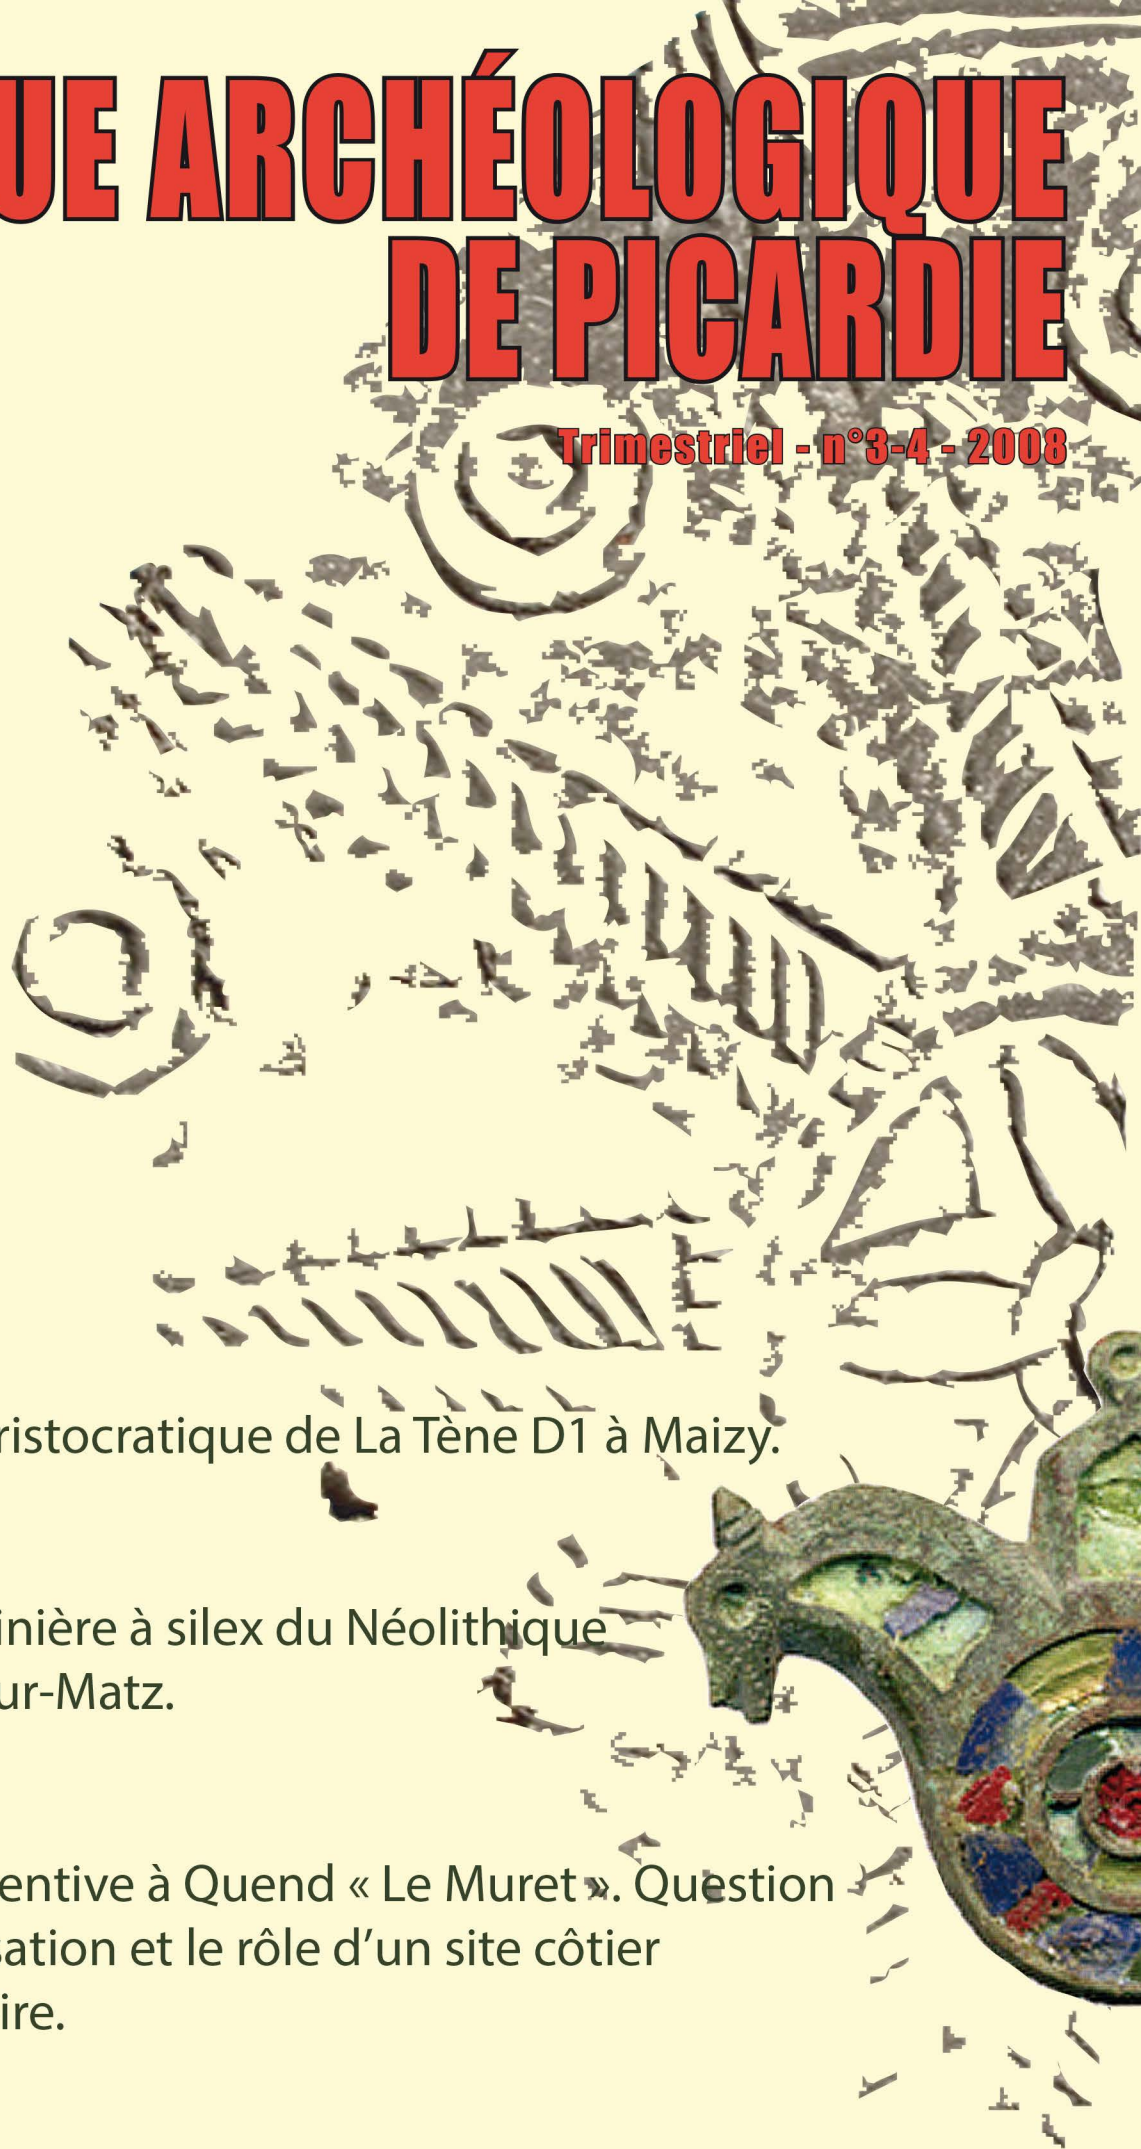 UE ARCHÉOLOGIQUE
DE PICARDIE
Trimestriel - n°3-4 - 2008
ristocratique de La Tène D1 à Maizy.
inière à silex du Néolithique
ur-Matz.
entive à Quend « Le Muret ». Question
sation et le rôle d'un site côtier
ire.